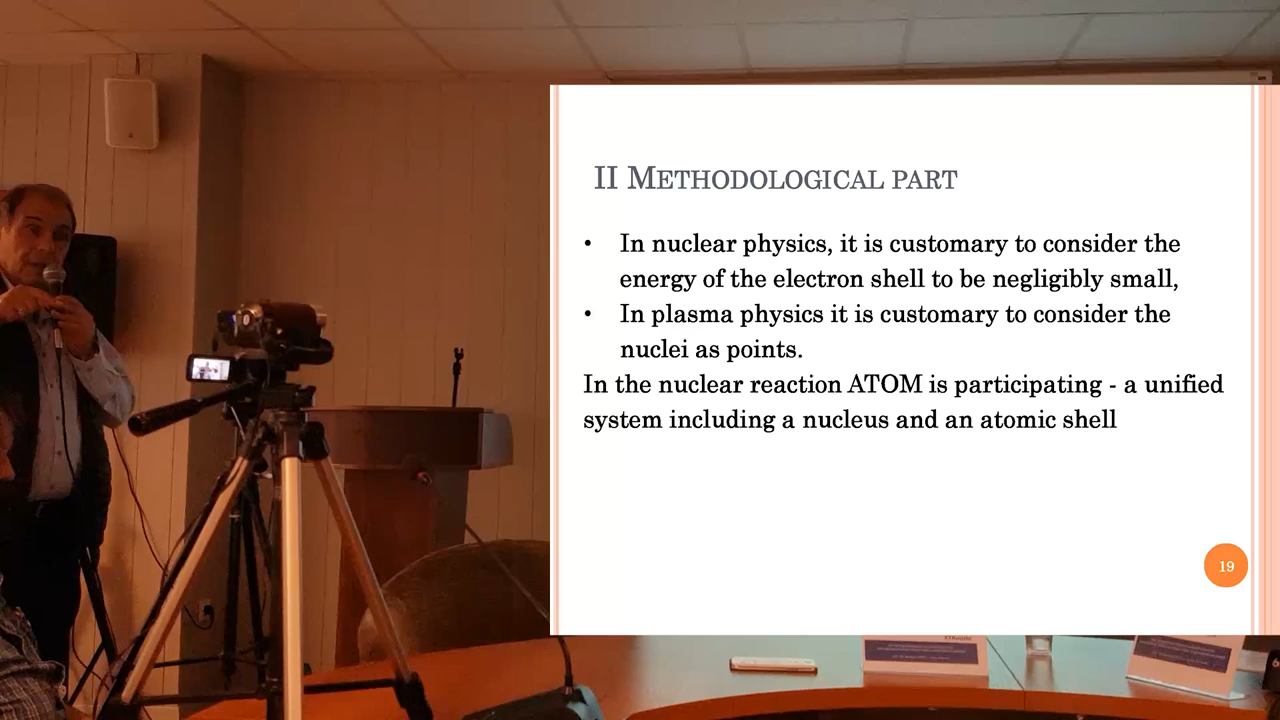 II METHODOLOGICAL PART
• In nuclear physics, it is customary to consider the
energy of the electron shell to be negligibly small,
• In plasma physics it is customary to consider the
nuclei as points.
In the nuclear reaction ATOM is participating - a unified
system including a nucleus and an atomic shell
19